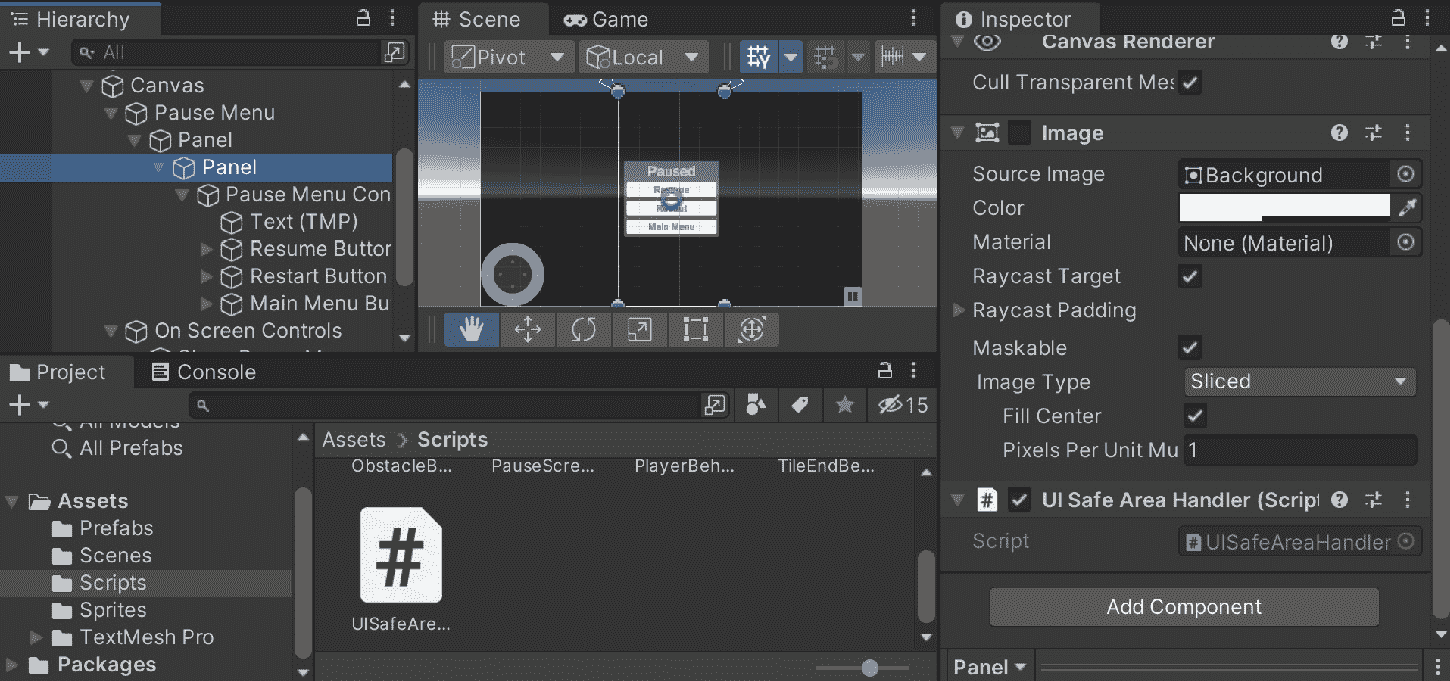 Hierarchy
All
Canvas
Pause Menu
Panel
Panel
Pause Menu Con
Text (TMP)
Resume Button
Restart Button
Main Menu Bu
On Screen Controls
Scene
Game
Pivot
Local
Paused
Resume
Main Menu
Inspector
Canvas Renderer
Cull Transparent Mes
Image
Source Image
Background
Color
Material
None (Material)
Raycast Target
Raycast Padding
Maskable
Image Type
Sliced
Fill Center
Pixels Per Unit Mu
1
#
UI Safe Area Handler (Script
Script
# UISafeAreaHandler
Add Component
Panel
Project
Console
15
All Models
All Prefabs
Assets
Prefabs
Scenes
Scripts
Sprites
TextMesh Pro
Packages
Assets > Scripts
ObstacleB...
PauseScre...
PlayerBeh...
TileEndBe...
#
UISafeAre...